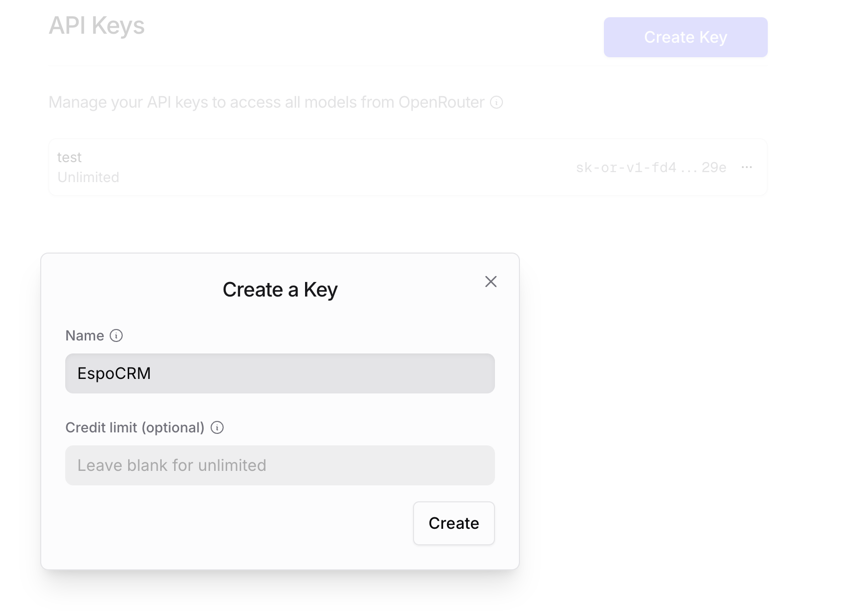 API Keys
Create Key
Manage your API keys to access all models from OpenRouter
test
Unlimited
sk-or-v1-fd4...29e
Create a Key
Name
EspoCRM
Credit limit (optional)
Leave blank for unlimited
Create